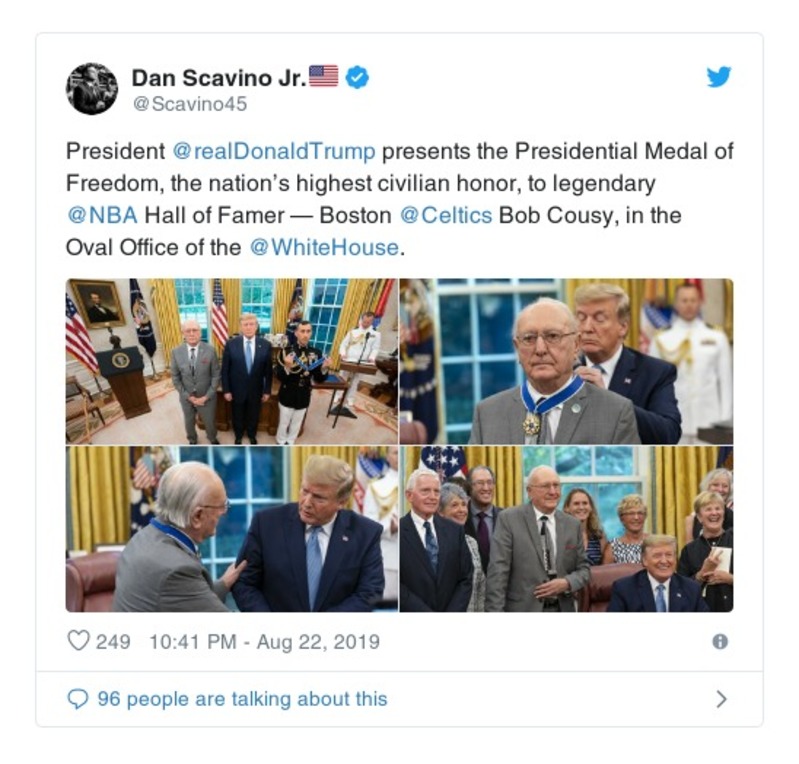 Dan Scavino Jr.🇺🇸
@Scavino45
President @realDonaldTrump presents the Presidential Medal of
Freedom, the nation’s highest civilian honor, to legendary
@NBA Hall of Famer — Boston @Celtics Bob Cousy, in the
Oval Office of the @WhiteHouse.
249 10:41 PM - Aug 22, 2019
96 people are talking about this